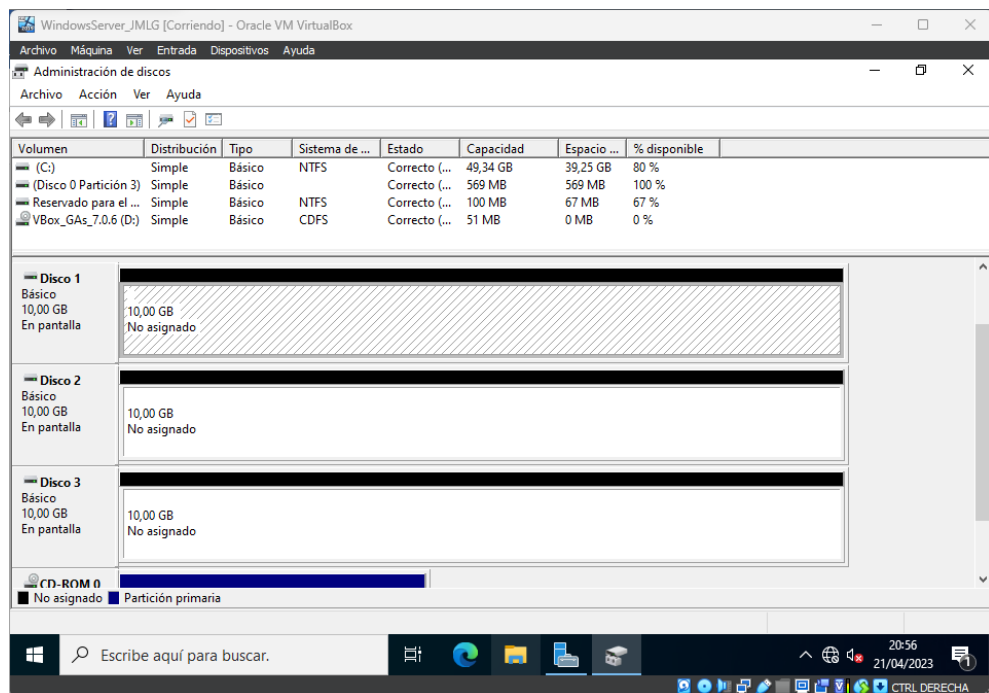 WindowsServer_JMLG [Corriendo] - Oracle VM VirtualBox
Archivo Máquina Ver Entrada Dispositivos Ayuda
Administración de discos
Archivo Acción Ver Ayuda
Volumen Distribución Tipo Sistema de ... Estado Capacidad Espacio ... % disponible
(C:) Simple Básico NTFS Correcto (... 49,34 GB 39,25 GB 80 %
(Disco 0 Partición 3) Simple Básico Correcto (... 569 MB 569 MB 100 %
Reservado para el ... Simple Básico NTFS Correcto (... 100 MB 67 MB 67 %
VBox_GAs_7.0.6 (D:) Simple Básico CDFS Correcto (... 51 MB 0 MB 0 %
Disco 1
Básico
10,00 GB
En pantalla
10,00 GB
No asignado
Disco 2
Básico
10,00 GB
En pantalla
10,00 GB
No asignado
Disco 3
Básico
10,00 GB
En pantalla
10,00 GB
No asignado
CD-ROM 0
No asignado Partición primaria
Escribe aquí para buscar.
20:56
21/04/2023
1
CTRL DERECHA